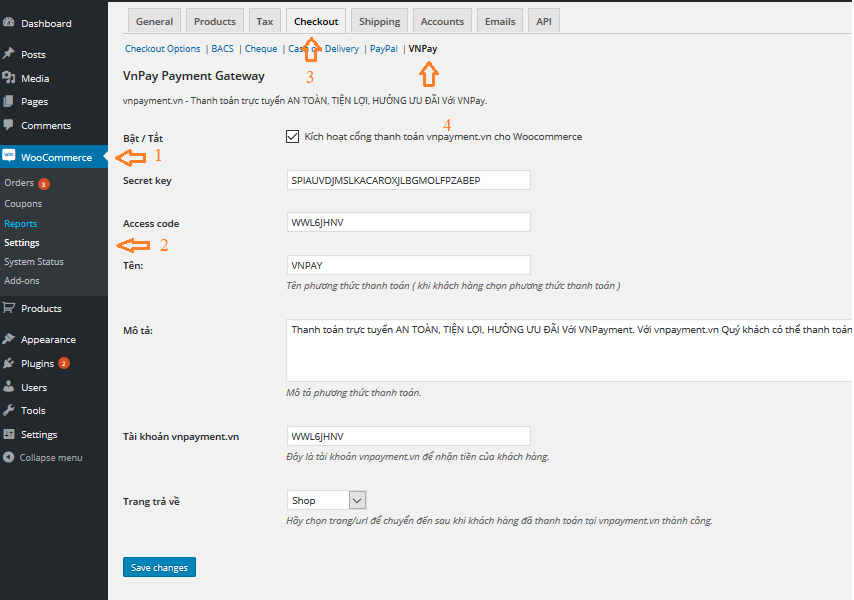 Dashboard
Posts
Media
Pages
Comments
WooCommerce
Orders 3
Coupons
Reports
Settings
System Status
Add-ons
Products
Appearance
Plugins 2
Users
Tools
Settings
Collapse menu
1
2
General Products Tax Checkout Shipping Accounts Emails API
Checkout Options | BACS | Cheque | Cash on Delivery | PayPal | VNPay
3
VnPay Payment Gateway
vnpayment.vn - Thanh toán trực tuyến AN TOÀN, TIỆN LỢI, HƯỞNG ƯU ĐÃI Với VNPay.
4
Bật / Tắt Kích hoạt cổng thanh toán vnpayment.vn cho Woocommerce
Secret key SPIAUVDJMSLKACAROXJLBGMOLFPZABEP
Access code WWL6JHNV
Tên: VNPAY
Tên phương thức thanh toán ( khi khách hàng chọn phương thức thanh toán )
Mô tả: Thanh toán trực tuyến AN TOÀN, TIỆN LỢI, HƯỞNG ƯU ĐÃI Với VNPayment. Với vnpayment.vn Quý khách có thể thanh toán
Mô tả phương thức thanh toán.
Tài khoản vnpayment.vn WWL6JHNV
Đây là tài khoản vnpayment.vn để nhận tiền của khách hàng.
Trang trả về Shop
Hãy chọn trang/url để chuyển đến sau khi khách hàng đã thanh toán tại vnpayment.vn thành công.
Save changes